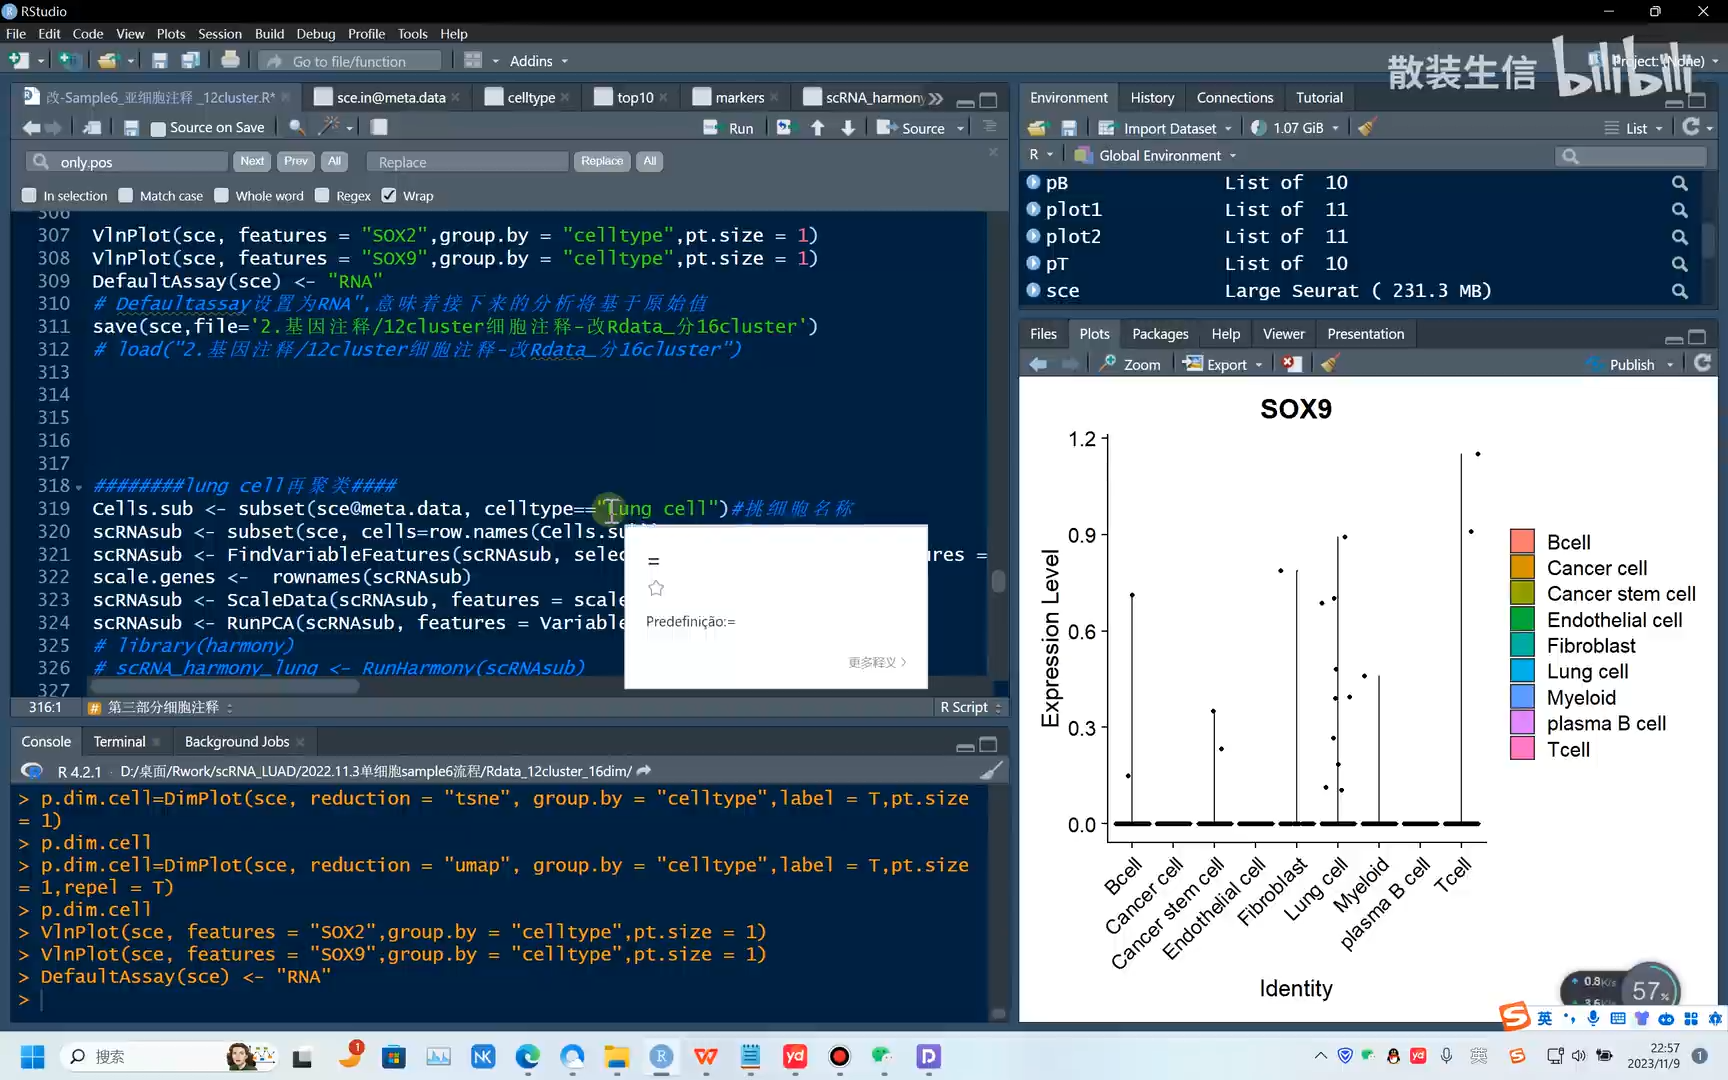 RStudio
File Edit Code View Plots Session Build Debug Profile Tools Help
Go to file/function Addins Project: (None)
散装生信 bilibili
改-Sample6_亚细胞注释 _12cluster.R* sce.in@meta.data celltype top10 markers scRNA_harmony
Source on Save Run Source
only.pos Next Prev All Replace Replace All
In selection Match case Whole word Regex Wrap
306
307 VlnPlot(sce, features = "SOX2",group.by = "celltype",pt.size = 1)
308 VlnPlot(sce, features = "SOX9",group.by = "celltype",pt.size = 1)
309 DefaultAssay(sce) <- "RNA"
310 # Defaultassay设置为RNA",意味着接下来的分析将基于原始值
311 save(sce,file='2.基因注释/12cluster细胞注释-改Rdata_分16cluster')
312 # load("2.基因注释/12cluster细胞注释-改Rdata_分16cluster")
313
314
315
316
317
318 ########lung cell再聚类####
319 Cells.sub <- subset(sce@meta.data, celltype=="Lung cell")#挑细胞名称
320 scRNAsub <- subset(sce, cells=row.names(Cells.su
321 scRNAsub <- FindVariableFeatures(scRNAsub, selec ures =
322 scale.genes <-  rownames(scRNAsub)
323 scRNAsub <- ScaleData(scRNAsub, features = scale
324 scRNAsub <- RunPCA(scRNAsub, features = Variable
325 # library(harmony)
326 # scRNA_harmony_lung <- RunHarmony(scRNAsub)
327
=
Predefinição:=
更多释义
316:1 # 第三部分细胞注释 R Script
Console Terminal Background Jobs
R 4.2.1 · D:/桌面/Rwork/scRNA_LUAD/2022.11.3单细胞sample6流程/Rdata_12cluster_16dim/
> p.dim.cell=DimPlot(sce, reduction = "tsne", group.by = "celltype",label = T,pt.size
= 1)
> p.dim.cell
> p.dim.cell=DimPlot(sce, reduction = "umap", group.by = "celltype",label = T,pt.size
= 1,repel = T)
> p.dim.cell
> VlnPlot(sce, features = "SOX2",group.by = "celltype",pt.size = 1)
> VlnPlot(sce, features = "SOX9",group.by = "celltype",pt.size = 1)
> DefaultAssay(sce) <- "RNA"
>
Environment History Connections Tutorial
Import Dataset 1.07 GiB List
R Global Environment
pB List of 10
plot1 List of 11
plot2 List of 11
pT List of 10
sce Large Seurat ( 231.3 MB)
Files Plots Packages Help Viewer Presentation
Zoom Export Publish
SOX9
Expression Level
1.2
0.9
0.6
0.3
0.0
Bcell
Cancer cell
Cancer stem cell
Endothelial cell
Fibroblast
Lung cell
Myeloid
plasma B cell
Tcell
Identity
Bcell
Cancer cell
Cancer stem cell
Endothelial cell
Fibroblast
Lung cell
Myeloid
plasma B cell
Tcell
0.8K/s
3.6K/s
57%
英
搜索 1 NK yd yd 英
22:57
2023/11/9
1